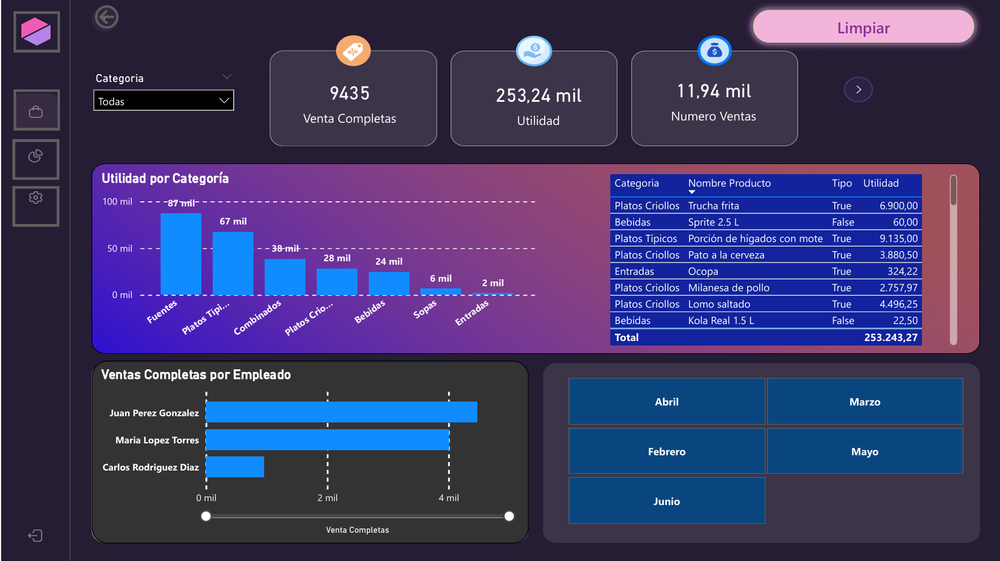 Limpiar
Categoria
Todas
9435
Venta Completas
253,24 mil
Utilidad
11,94 mil
Numero Ventas
Utilidad por Categoría
100 mil
50 mil
0 mil
87 mil
67 mil
38 mil
28 mil
24 mil
6 mil
2 mil
Fuentes
Platos Típi...
Combinados
Platos Crio...
Bebidas
Sopas
Entradas
Categoria Nombre Producto Tipo Utilidad
Platos Criollos Trucha frita True 6.900,00
Bebidas Sprite 2.5 L False 60,00
Platos Típicos Porción de hígados con mote True 9.135,00
Platos Criollos Pato a la cerveza True 3.880,50
Entradas Ocopa True 324,22
Platos Criollos Milanesa de pollo True 2.757,97
Platos Criollos Lomo saltado True 4.496,25
Bebidas Kola Real 1.5 L False 22,50
Total 253.243,27
Ventas Completas por Empleado
Juan Perez Gonzalez
Maria Lopez Torres
Carlos Rodriguez Diaz
0 mil 2 mil 4 mil
Venta Completas
Abril Marzo
Febrero Mayo
Junio